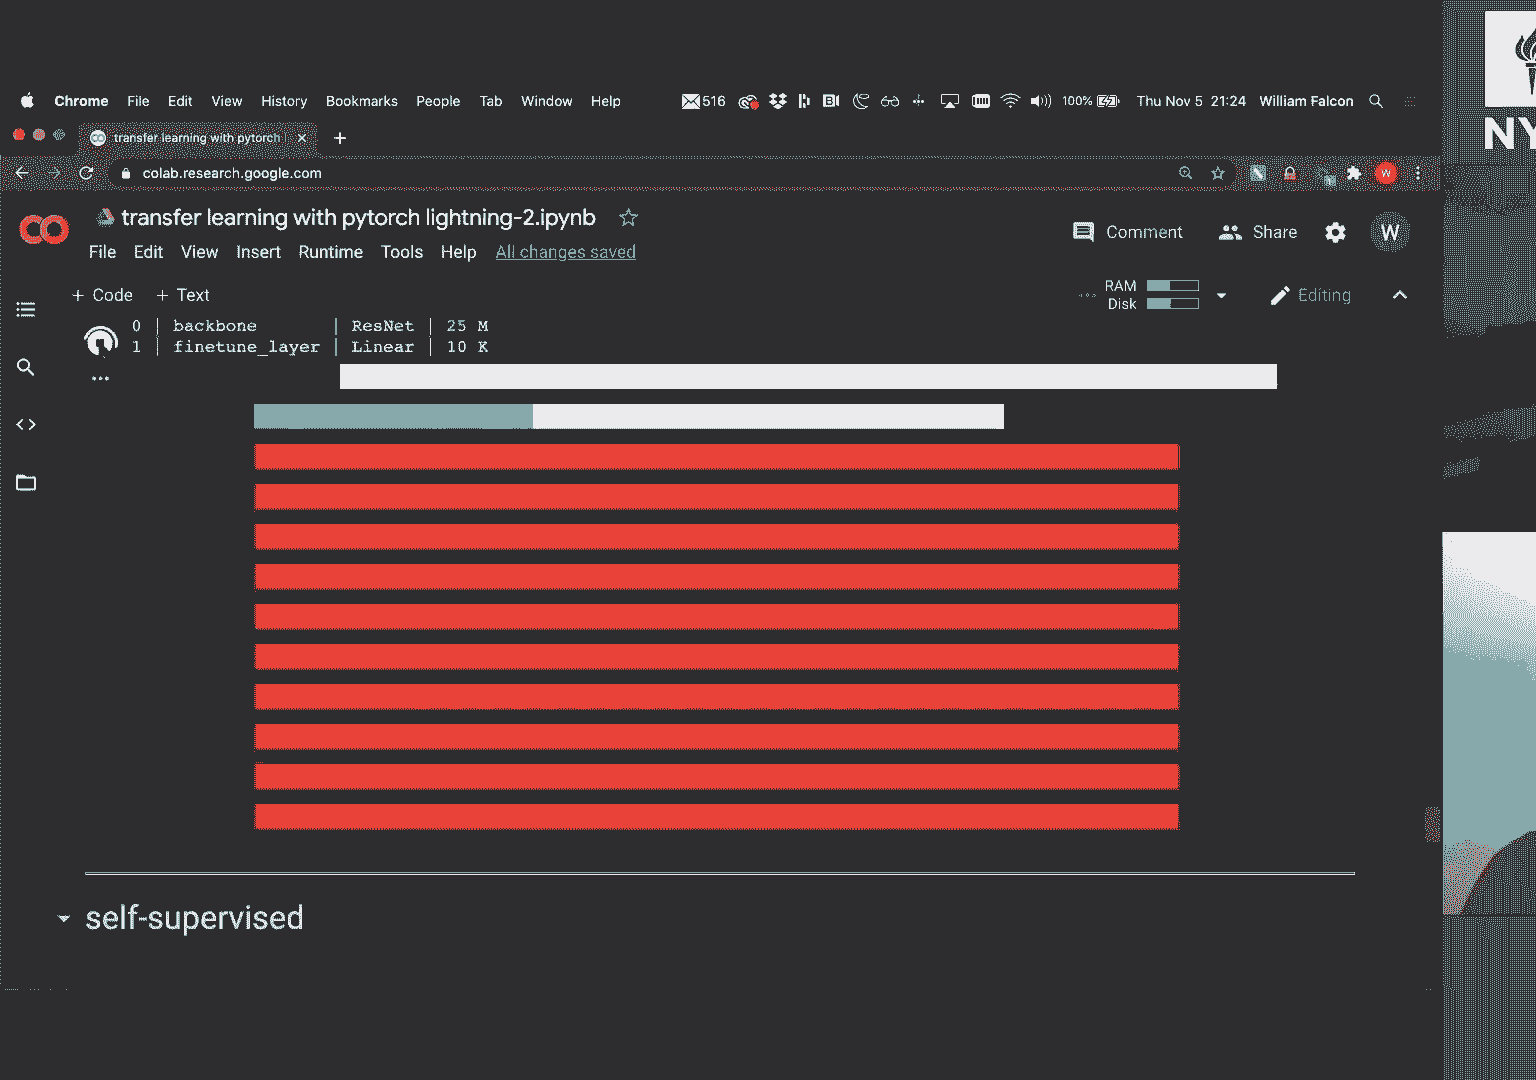 Chrome File Edit View History Bookmarks People Tab Window Help 516 100% Thu Nov 5 21:24 William Falcon
transfer learning with pytorch
colab.research.google.com
W
CO transfer learning with pytorch lightning-2.ipynb
Comment Share W
File Edit View Insert Runtime Tools Help All changes saved
+ Code + Text
RAM
Disk
Editing
0 | backbone | ResNet | 25 M
1 | finetune_layer | Linear | 10 K
self-supervised
NY